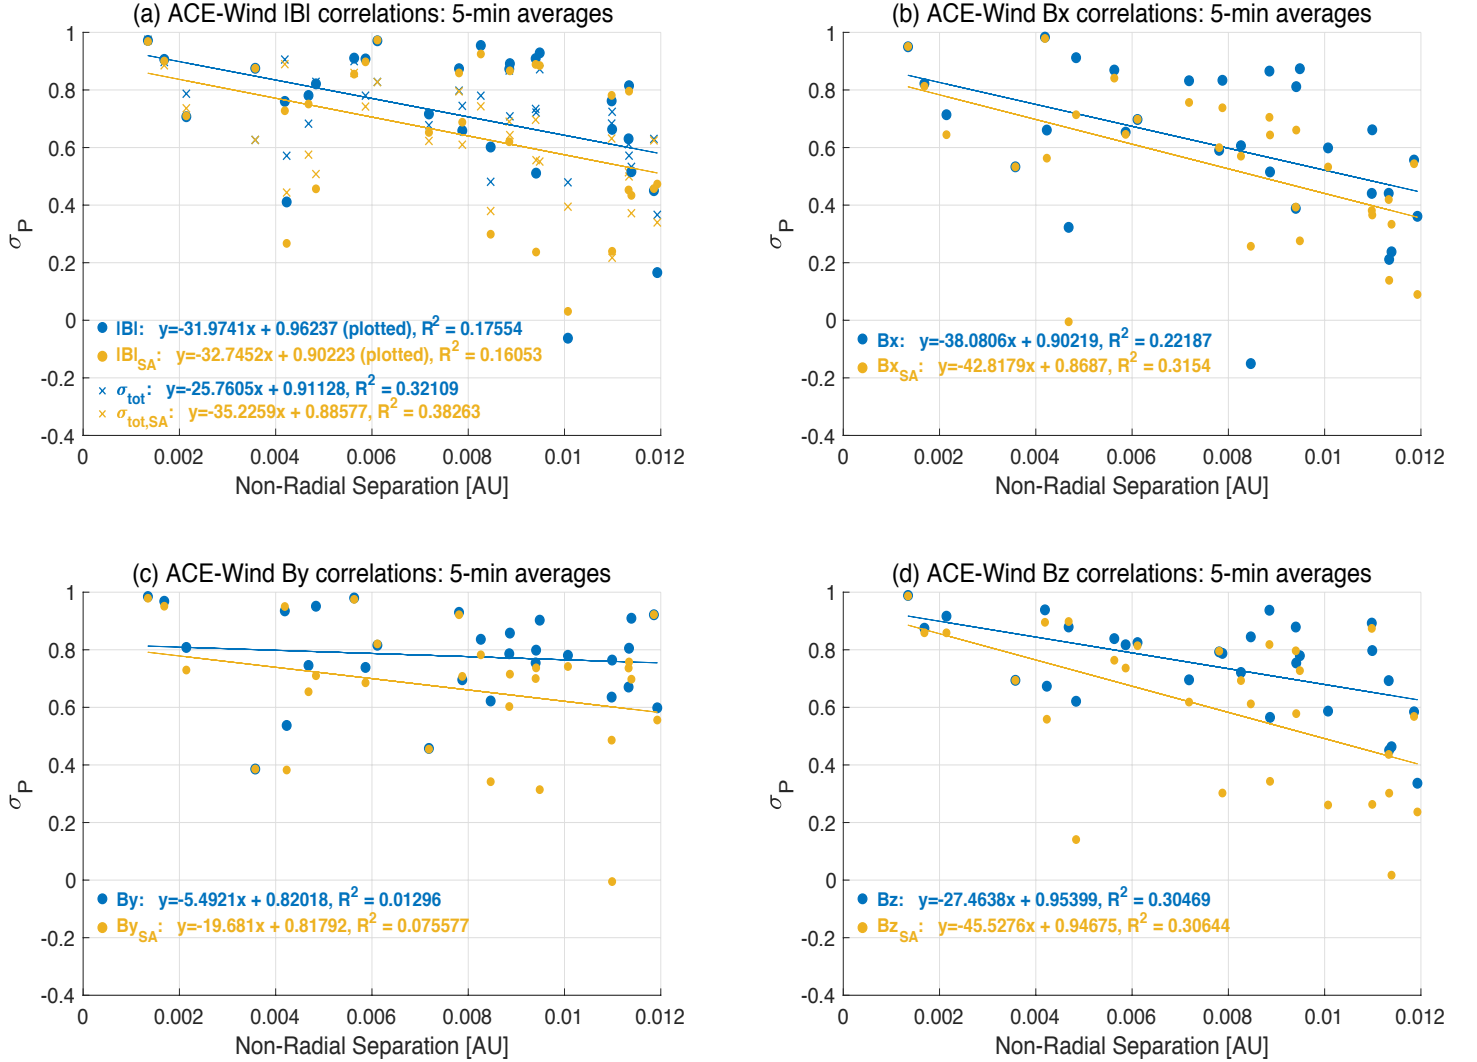 (a) ACE-Wind |B| correlations: 5-min averages
1
0.8
0.6
0.4
0.2
0
-0.2
-0.4
σP
|B|: y=-31.9741x + 0.96237 (plotted), R2 = 0.17554
|B|SA: y=-32.7452x + 0.90223 (plotted), R2 = 0.16053
σtot: y=-25.7605x + 0.91128, R2 = 0.32109
σtot,SA: y=-35.2259x + 0.88577, R2 = 0.38263
0 0.002 0.004 0.006 0.008 0.01 0.012
Non-Radial Separation [AU]
(b) ACE-Wind Bx correlations: 5-min averages
1
0.8
0.6
0.4
0.2
0
-0.2
-0.4
σP
Bx: y=-38.0806x + 0.90219, R2 = 0.22187
BxSA: y=-42.8179x + 0.8687, R2 = 0.3154
0 0.002 0.004 0.006 0.008 0.01 0.012
Non-Radial Separation [AU]
(c) ACE-Wind By correlations: 5-min averages
1
0.8
0.6
0.4
0.2
0
-0.2
-0.4
σP
By: y=-5.4921x + 0.82018, R2 = 0.01296
BySA: y=-19.681x + 0.81792, R2 = 0.075577
0 0.002 0.004 0.006 0.008 0.01 0.012
Non-Radial Separation [AU]
(d) ACE-Wind Bz correlations: 5-min averages
1
0.8
0.6
0.4
0.2
0
-0.2
-0.4
σP
Bz: y=-27.4638x + 0.95399, R2 = 0.30469
BzSA: y=-45.5276x + 0.94675, R2 = 0.30644
0 0.002 0.004 0.006 0.008 0.01 0.012
Non-Radial Separation [AU]